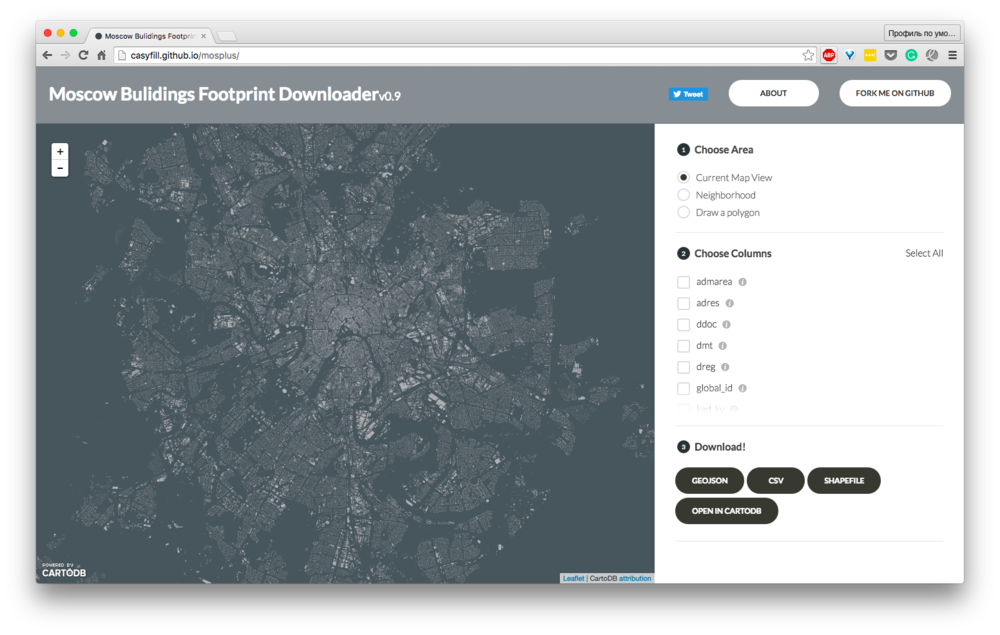 Moscow Bulidings Footprin
Профиль по умо...
casyfill.github.io/mosplus/
ABP
Moscow Bulidings Footprint Downloader v0.9
Tweet
ABOUT
FORK ME ON GITHUB
+
−
1 Choose Area
Current Map View
Neighborhood
Draw a polygon
2 Choose Columns
Select All
admarea
adres
ddoc
dmt
dreg
global_id
3 Download!
GEOJSON
CSV
SHAPEFILE
OPEN IN CARTODB
POWERED BY
CARTODB
Leaflet | CartoDB attribution